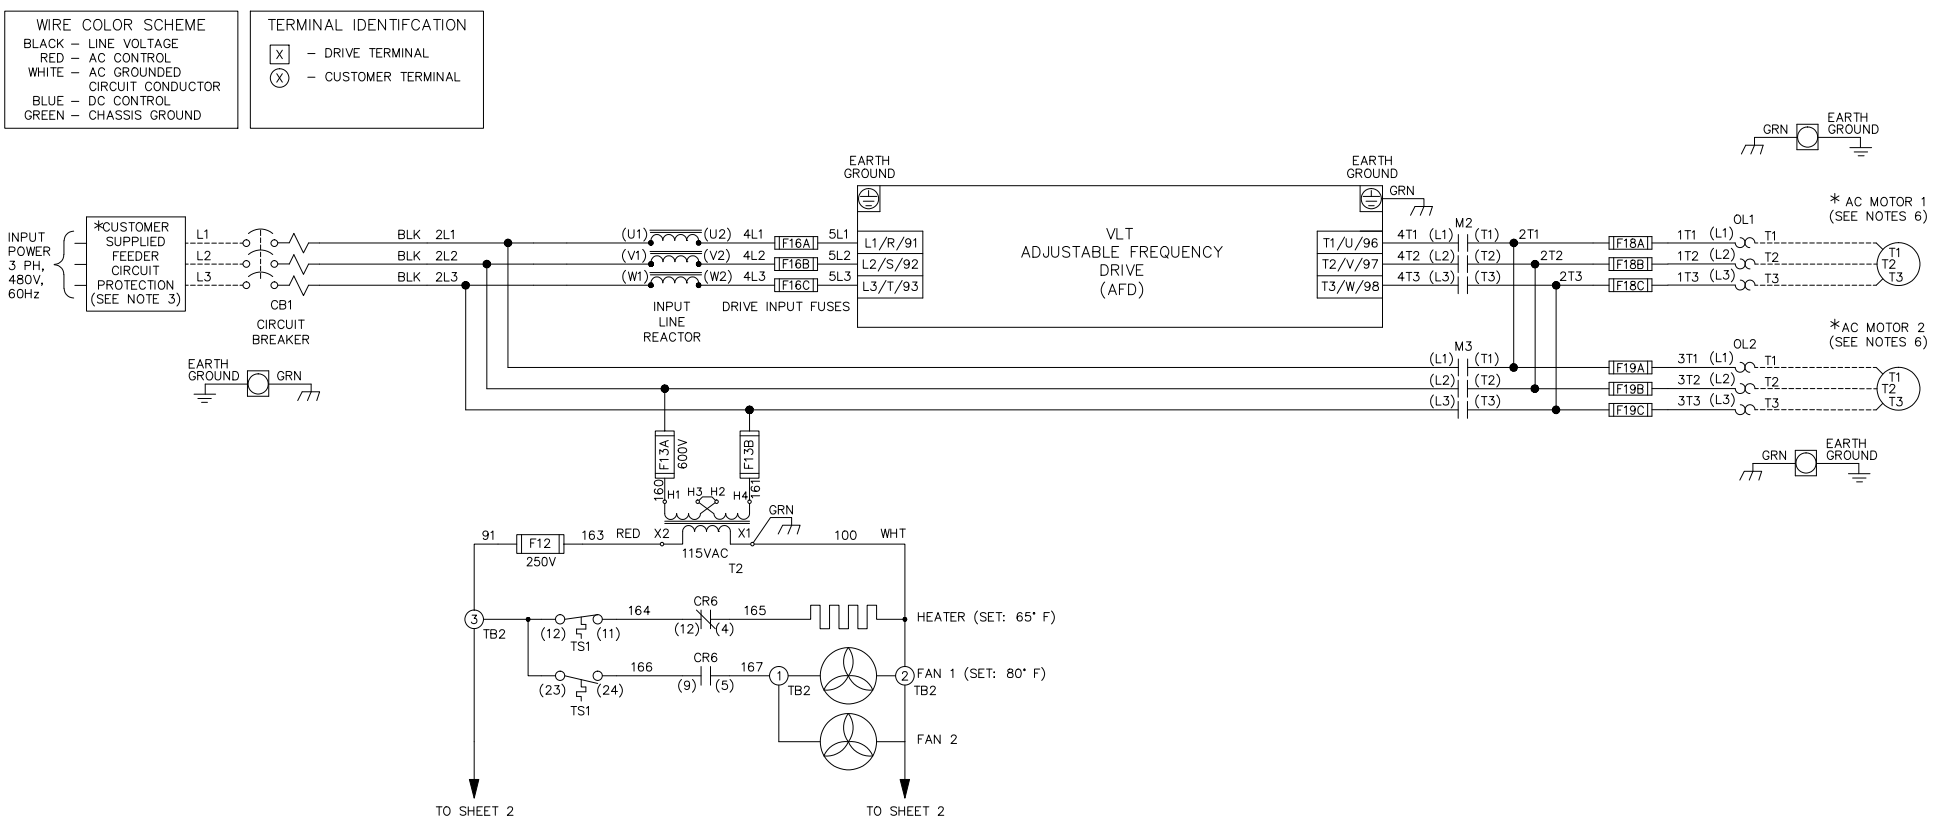 WIRE COLOR SCHEME
BLACK – LINE VOLTAGE
RED – AC CONTROL
WHITE – AC GROUNDED
CIRCUIT CONDUCTOR
BLUE – DC CONTROL
GREEN – CHASSIS GROUND
TERMINAL IDENTIFCATION
X – DRIVE TERMINAL
X – CUSTOMER TERMINAL
INPUT
POWER
3 PH,
480V,
60Hz
*CUSTOMER
SUPPLIED
FEEDER
CIRCUIT
PROTECTION
(SEE NOTE 3)
L1
L2
L3
CB1
CIRCUIT
BREAKER
BLK 2L1
BLK 2L2
BLK 2L3
(U1) (U2) 4L1 F16A 5L1
(V1) (V2) 4L2 F16B 5L2
(W1) (W2) 4L3 F16C 5L3
INPUT
LINE
REACTOR
DRIVE INPUT FUSES
EARTH
GROUND
L1/R/91
L2/S/92
L3/T/93
VLT
ADJUSTABLE FREQUENCY
DRIVE
(AFD)
EARTH
GROUND
GRN
T1/U/96
T2/V/97
T3/W/98
M2
4T1 (L1) (T1) 2T1 F18A 1T1 (L1) T1
4T2 (L2) (T2) 2T2 F18B 1T2 (L2) T2
4T3 (L3) (T3) 2T3 F18C 1T3 (L3) T3
OL1
GRN
EARTH
GROUND
* AC MOTOR 1
(SEE NOTES 6)
T1
T2
T3
EARTH
GROUND
GRN
M3
(L1) (T1) F19A 3T1 (L1) T1
(L2) (T2) F19B 3T2 (L2) T2
(L3) (T3) F19C 3T3 (L3) T3
OL2
*AC MOTOR 2
(SEE NOTES 6)
T1
T2
T3
GRN
EARTH
GROUND
F13A
600V
F13B
160
161
H1 H3 H2 H4
GRN
91 F12 163 RED X2 X1 100 WHT
250V
115VAC
T2
3
TB2
(12) (11)
TS1
164
CR6
(12) (4)
165
HEATER (SET: 65° F)
(23) (24)
TS1
166
CR6
(9) (5)
167
1
TB2
2
TB2
FAN 1 (SET: 80° F)
FAN 2
TO SHEET 2
TO SHEET 2